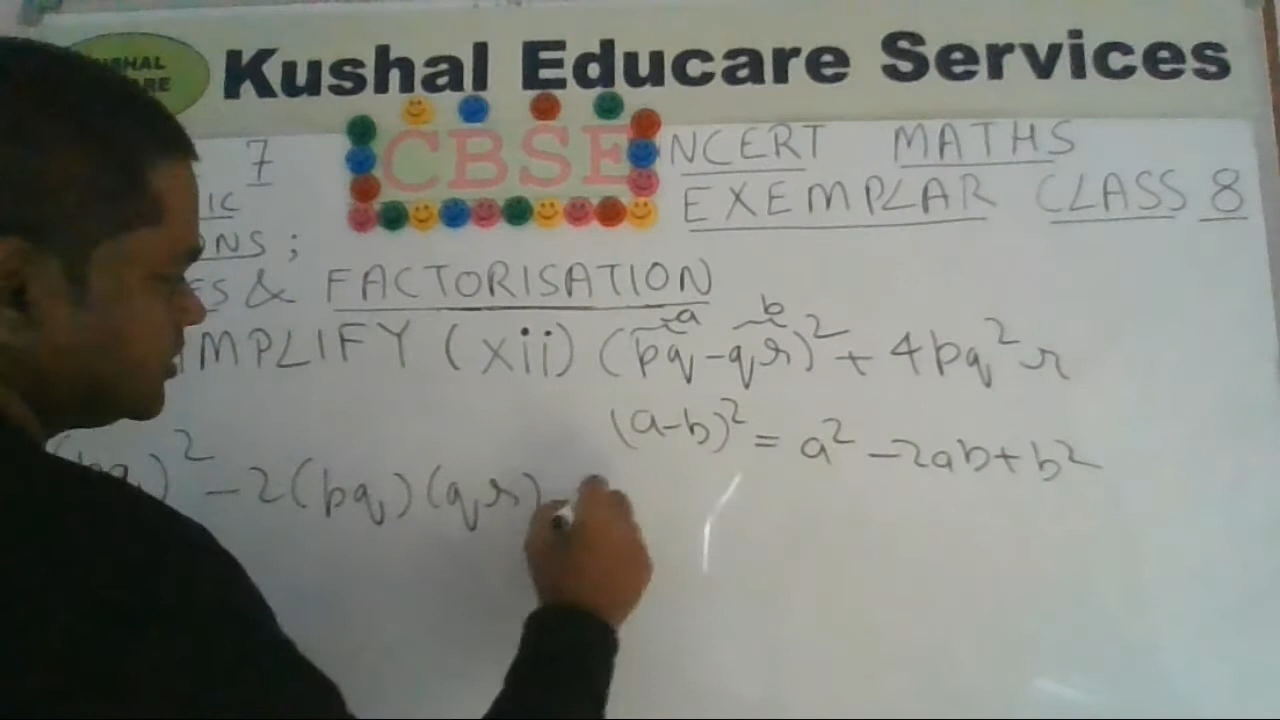 Kushal Educare Services
7 CBSE NCERT MATHS
EXEMPLAR CLASS 8
& FACTORISATION
(xii) (pq-qr)²+4pq²r
a b
(a-b)² = a²-2ab+b²
)²-2(pq)(qr)